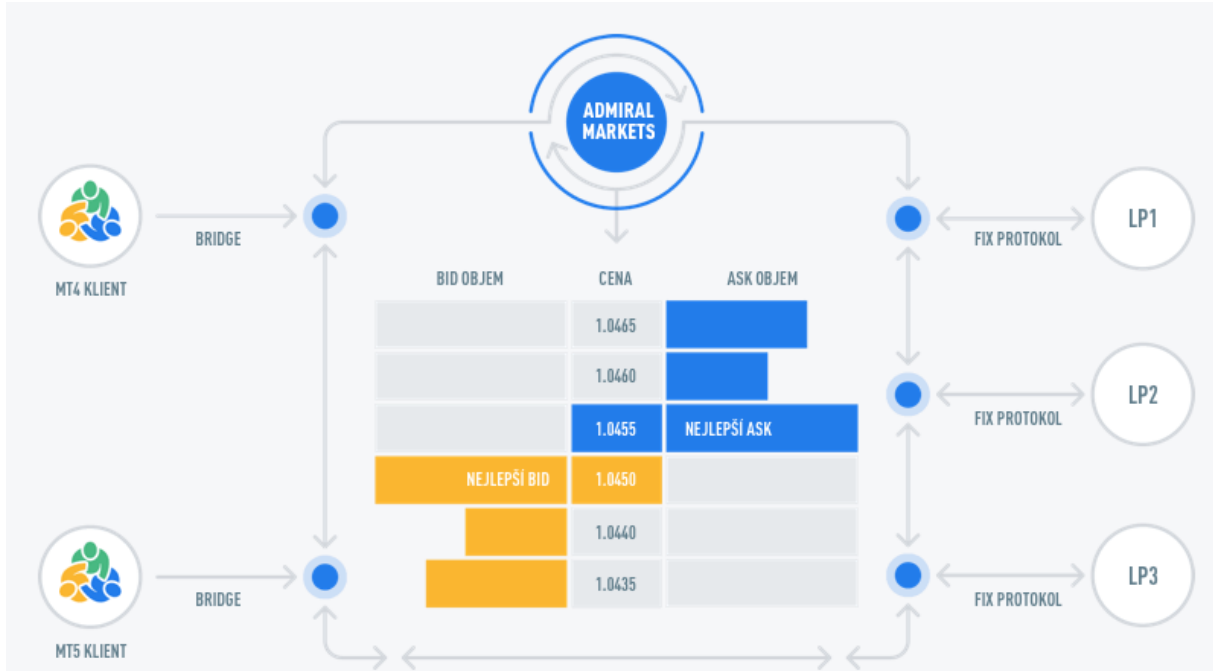 ADMIRAL
MARKETS
BRIDGE
MT4 KLIENT
FIX PROTOKOL
LP1
BID OBJEM CENA ASK OBJEM
1.0465
1.0460
1.0455 NEJLEPŠÍ ASK
NEJLEPŠÍ BID 1.0450
1.0440
1.0435
FIX PROTOKOL
LP2
BRIDGE
MT5 KLIENT
FIX PROTOKOL
LP3